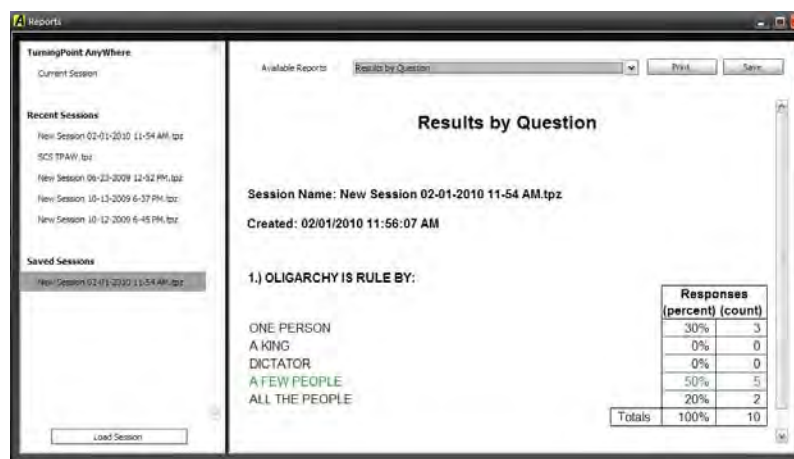 Reports
TurningPoint AnyWhere
Current Session
Recent Sessions
New Session 02-01-2010 11-54 AM.tpz
SCS TPAW.tpz
New Session 06-23-2009 12-52 PM.tpz
New Session 10-13-2009 6-37 PM.tpz
New Session 10-12-2009 6-45 PM.tpz
Saved Sessions
New Session 02-01-2010 11-54 AM.tpz
Load Session
Available Reports Results by Question Print Save
Results by Question
Session Name: New Session 02-01-2010 11-54 AM.tpz
Created: 02/01/2010 11:56:07 AM
1.) OLIGARCHY IS RULE BY:
Responses
(percent) (count)
ONE PERSON 30% 3
A KING 0% 0
DICTATOR 0% 0
A FEW PEOPLE 50% 5
ALL THE PEOPLE 20% 2
Totals 100% 10